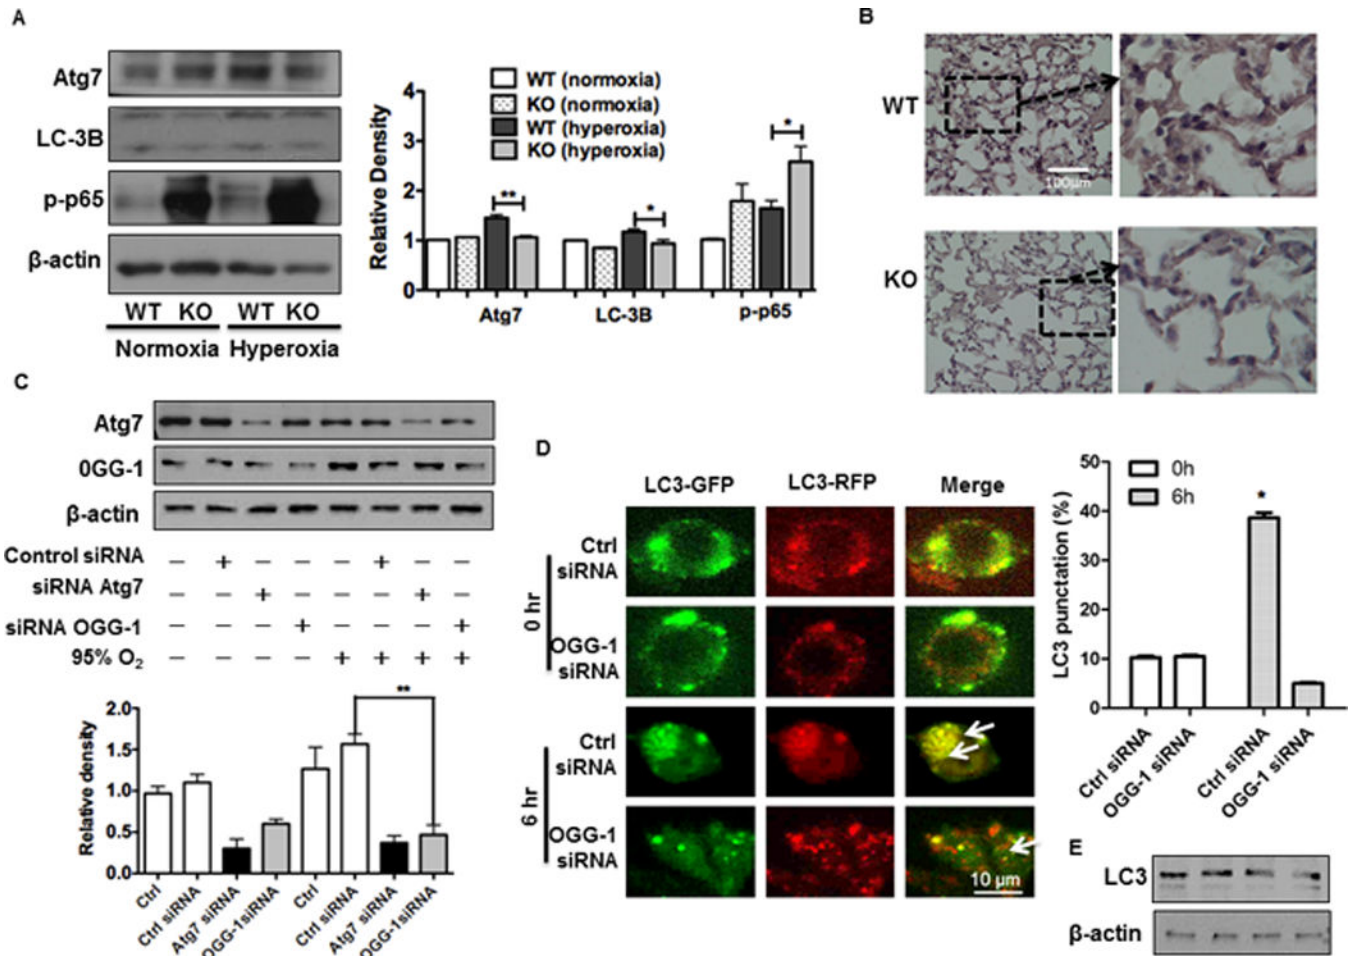 A
Atg7
LC-3B
p-p65
β-actin
WT KO WT KO
Normoxia Hyperoxia
WT (normoxia)
KO (normoxia)
WT (hyperoxia)
KO (hyperoxia)
Relative Density
4
3
2
1
0
**
*
*
Atg7 LC-3B p-p65
B
WT
100µm
KO
C
Atg7
0GG-1
β-actin
Control siRNA − + − − − + − −
siRNA Atg7 − − + − − − + −
siRNA OGG-1 − − − + − − − +
95% O2 − − − − + + + +
Relative density
2.0
1.5
1.0
0.5
0.0
**
Ctrl
Ctrl siRNA
Atg7 siRNA
OGG-1siRNA
Ctrl
Ctrl siRNA
Atg7 siRNA
OGG-1siRNA
D
LC3-GFP LC3-RFP Merge
0 hr
Ctrl
siRNA
OGG-1
siRNA
6 hr
Ctrl
siRNA
OGG-1
siRNA
10 µm
LC3 punctation (%)
50
40
30
20
10
0
0h
6h
*
Ctrl siRNA
OGG-1 siRNA
Ctrl siRNA
OGG-1 siRNA
E
LC3
β-actin